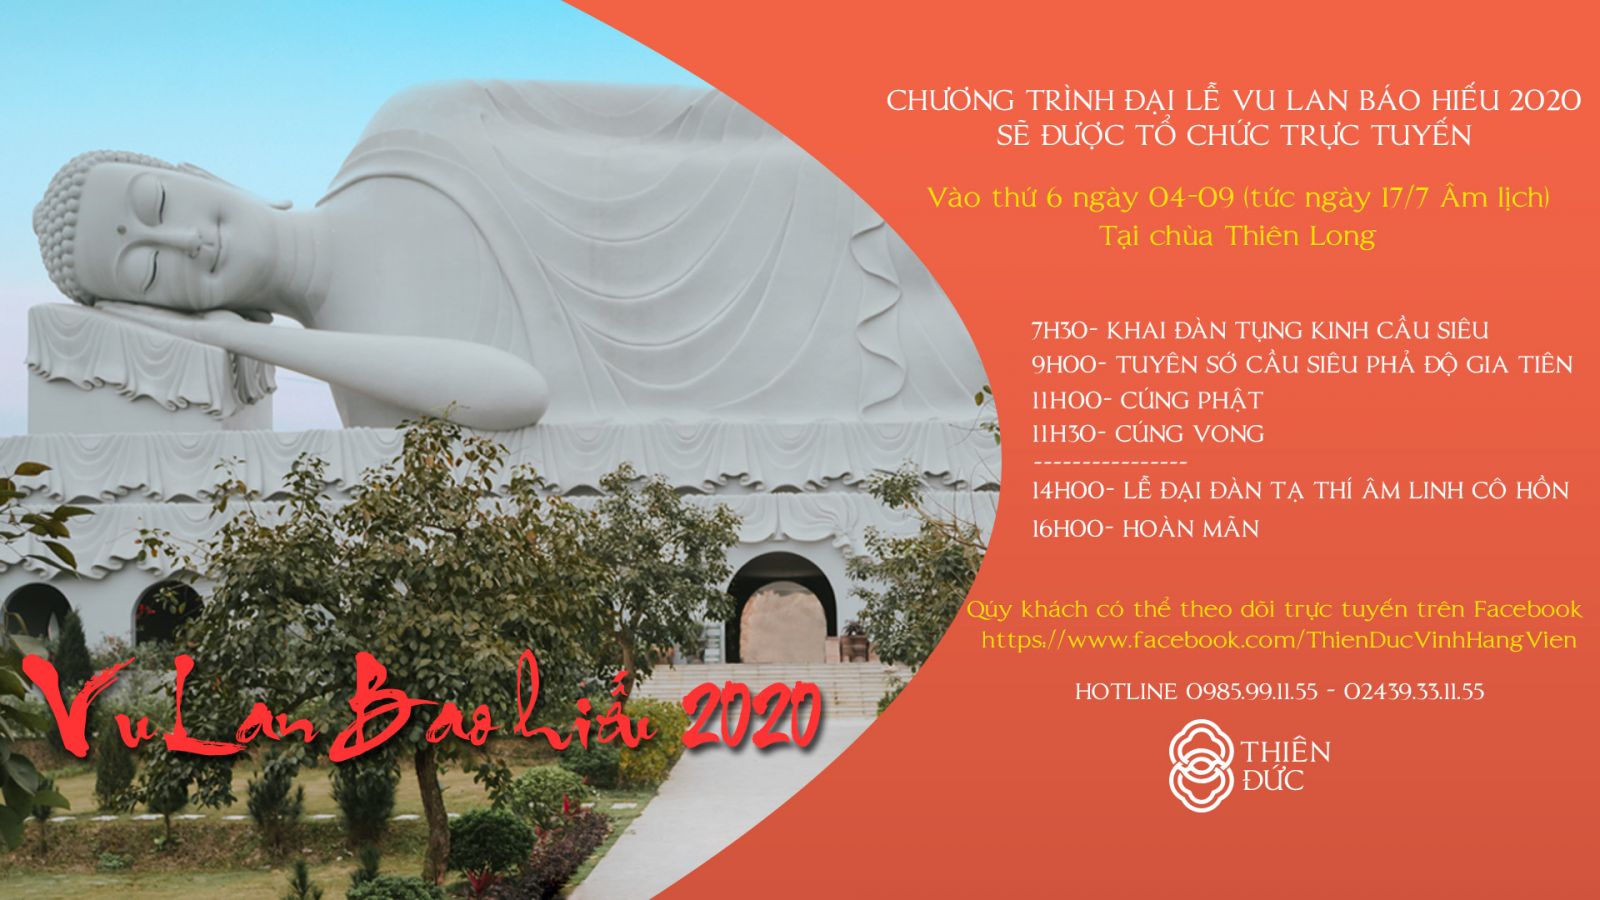 CHƯƠNG TRÌNH ĐẠI LỄ VU LAN BÁO HIẾU 2020
SẼ ĐƯỢC TỔ CHỨC TRỰC TUYẾN
Vào thứ 6 ngày 04-09 (tức ngày 17/7 Âm lịch)
Tại chùa Thiên Long
7H30- KHAI ĐÀN TỤNG KINH CẦU SIÊU
9H00- TUYÊN SỚ CẦU SIÊU PHẢ ĐỘ GIA TIÊN
11H00- CÚNG PHẬT
11H30- CÚNG VONG
----------------
14H00- LỄ ĐẠI ĐÀN TẠ THÍ ÂM LINH CÔ HỒN
16H00- HOÀN MÃN
Qúy khách có thể theo dõi trực tuyến trên Facebook
https://www.facebook.com/ThienDucVinhHangVien
HOTLINE 0985.99.11.55 - 02439.33.11.55
THIÊN
ĐỨC
Vu Lan Bao hiếu 2020